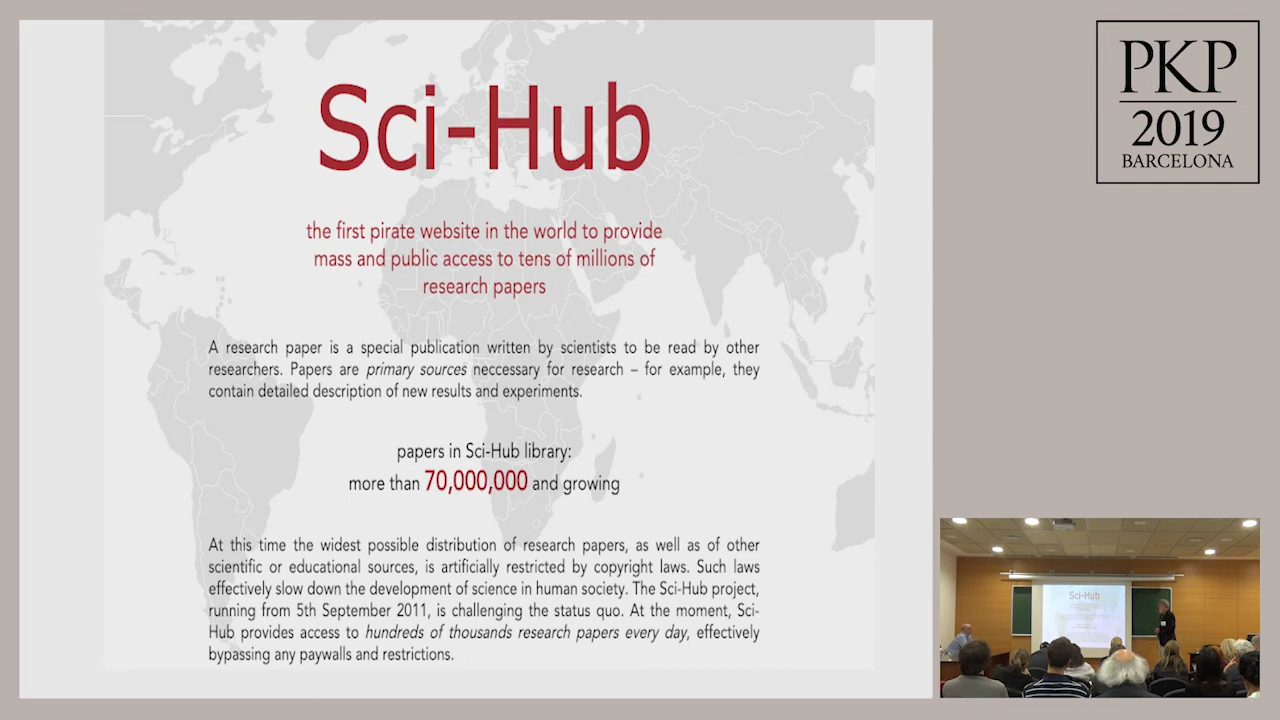 Sci-Hub
the first pirate website in the world to provide
mass and public access to tens of millions of
research papers
A research paper is a special publication written by scientists to be read by other
researchers. Papers are primary sources neccessary for research – for example, they
contain detailed description of new results and experiments.
papers in Sci-Hub library:
more than 70,000,000 and growing
At this time the widest possible distribution of research papers, as well as of other
scientific or educational sources, is artificially restricted by copyright laws. Such laws
effectively slow down the development of science in human society. The Sci-Hub project,
running from 5th September 2011, is challenging the status quo. At the moment, Sci-
Hub provides access to hundreds of thousands research papers every day, effectively
bypassing any paywalls and restrictions.
PKP
2019
BARCELONA
Sci-Hub